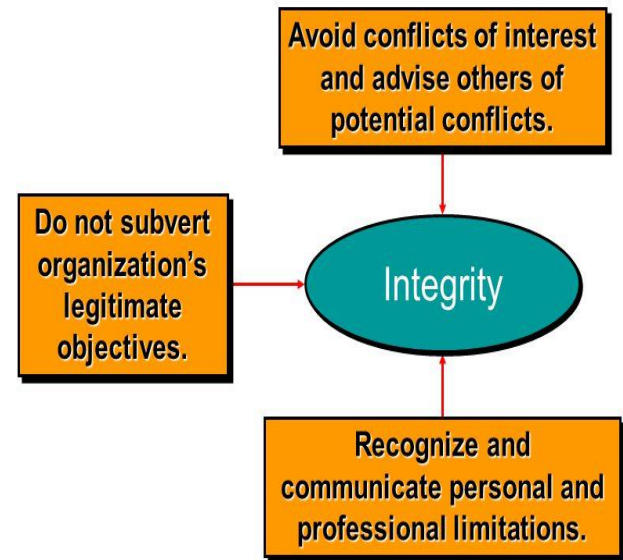 Avoid conflicts of interest
and advise others of
potential conflicts.
Do not subvert
organization’s
legitimate
objectives.
Integrity
Recognize and
communicate personal and
professional limitations.